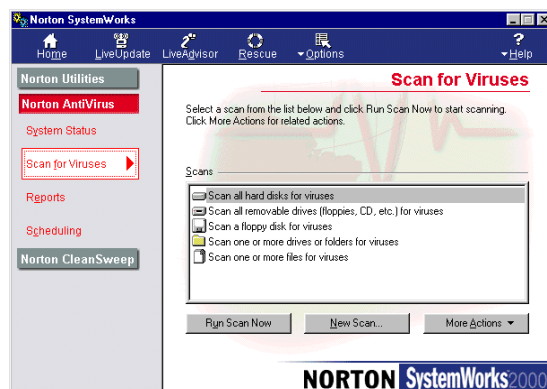 Norton SystemWorks
Home LiveUpdate LiveAdvisor Rescue Options Help
Norton Utilities
Norton AntiVirus
System Status
Scan for Viruses
Reports
Scheduling
Norton CleanSweep
Scan for Viruses
Select a scan from the list below and click Run Scan Now to start scanning.
Click More Actions for related actions.
Scans
Scan all hard disks for viruses
Scan all removable drives (floppies, CD, etc.) for viruses
Scan a floppy disk for viruses
Scan one or more drives or folders for viruses
Scan one or more files for viruses
Run Scan Now New Scan... More Actions
NORTON SystemWorks2000